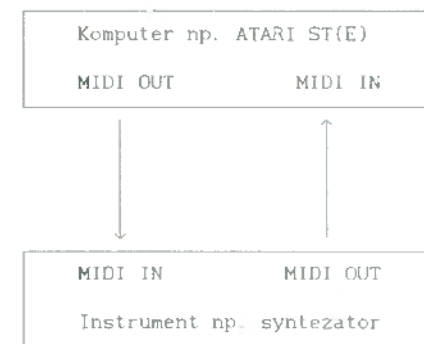 Komputer np. ATARI ST(E)
MIDI OUT MIDI IN
MIDI IN MIDI OUT
Instrument np. syntezator